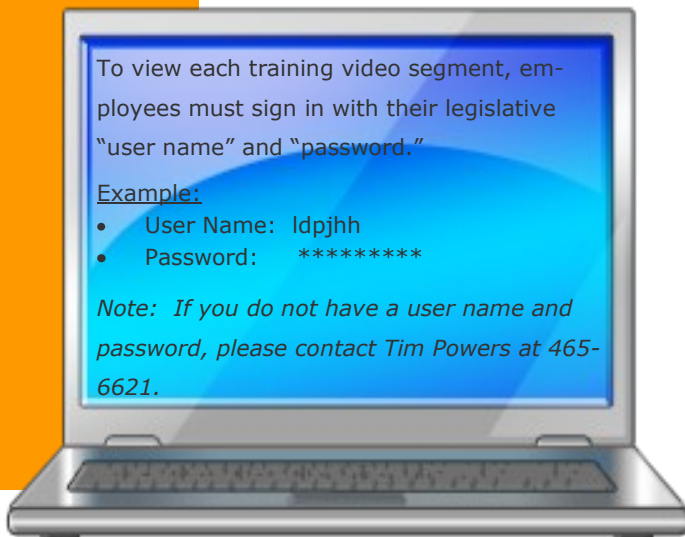 To view each training video segment, em-
ployees must sign in with their legislative
“user name” and “password.”
Example:
• User Name: ldpjhh
• Password: *********
Note: If you do not have a user name and
password, please contact Tim Powers at 465-
6621.